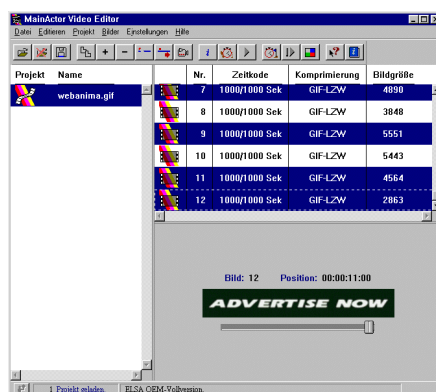 MainActor Video Editor
Datei Editieren Projekt Bilder Einstellungen Hilfe
Projekt Name Nr. Zeitkode Komprimierung Bildgröße
webanima.gif
7 1000/1000 Sek GIF-LZW 4890
8 1000/1000 Sek GIF-LZW 3848
9 1000/1000 Sek GIF-LZW 5551
10 1000/1000 Sek GIF-LZW 5443
11 1000/1000 Sek GIF-LZW 4564
12 1000/1000 Sek GIF-LZW 2863
Bild: 12 Position: 00:00:11:00
ADVERTISE NOW
1 Projekt geladen. ELSA OEM-Vollversion.